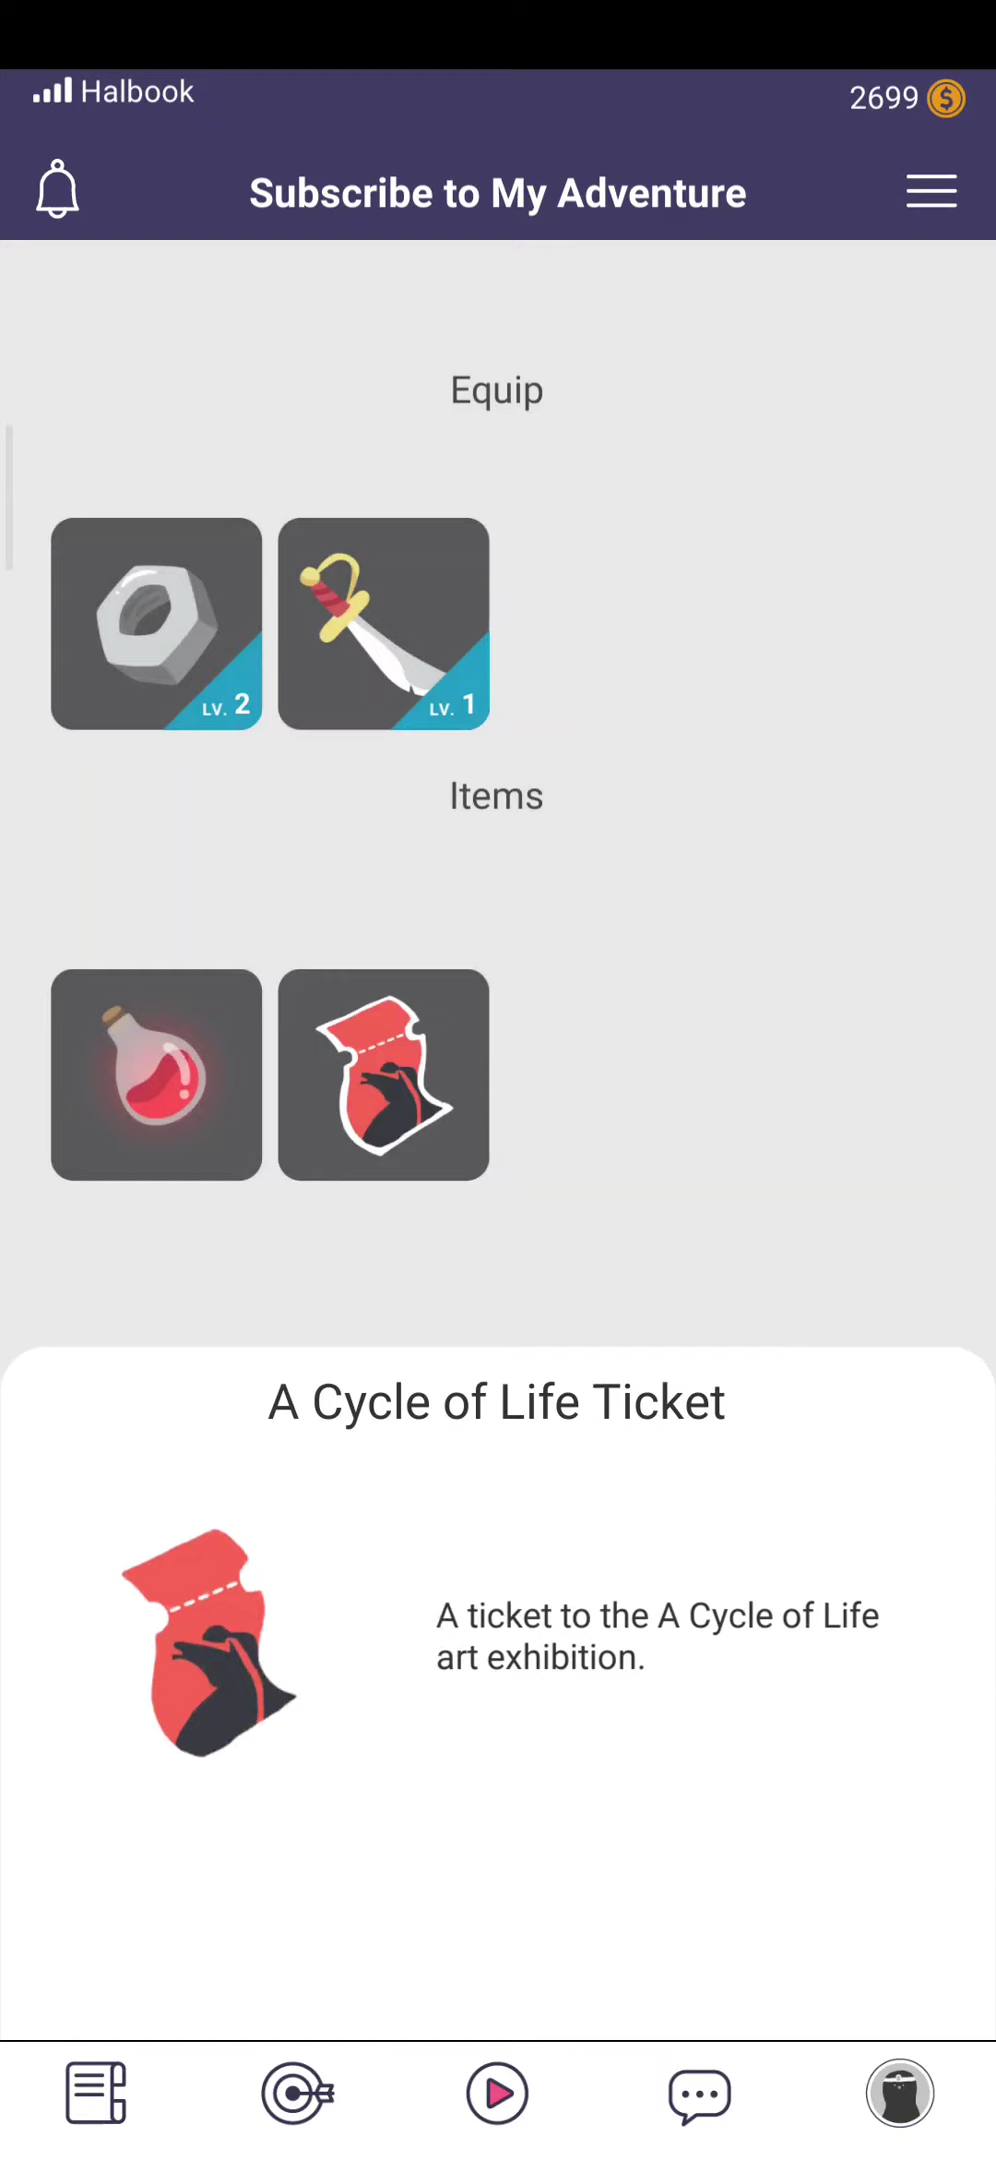 Halbook
2699
Subscribe to My Adventure
Equip
LV. 2
LV. 1
Items
A Cycle of Life Ticket
A ticket to the A Cycle of Life
art exhibition.